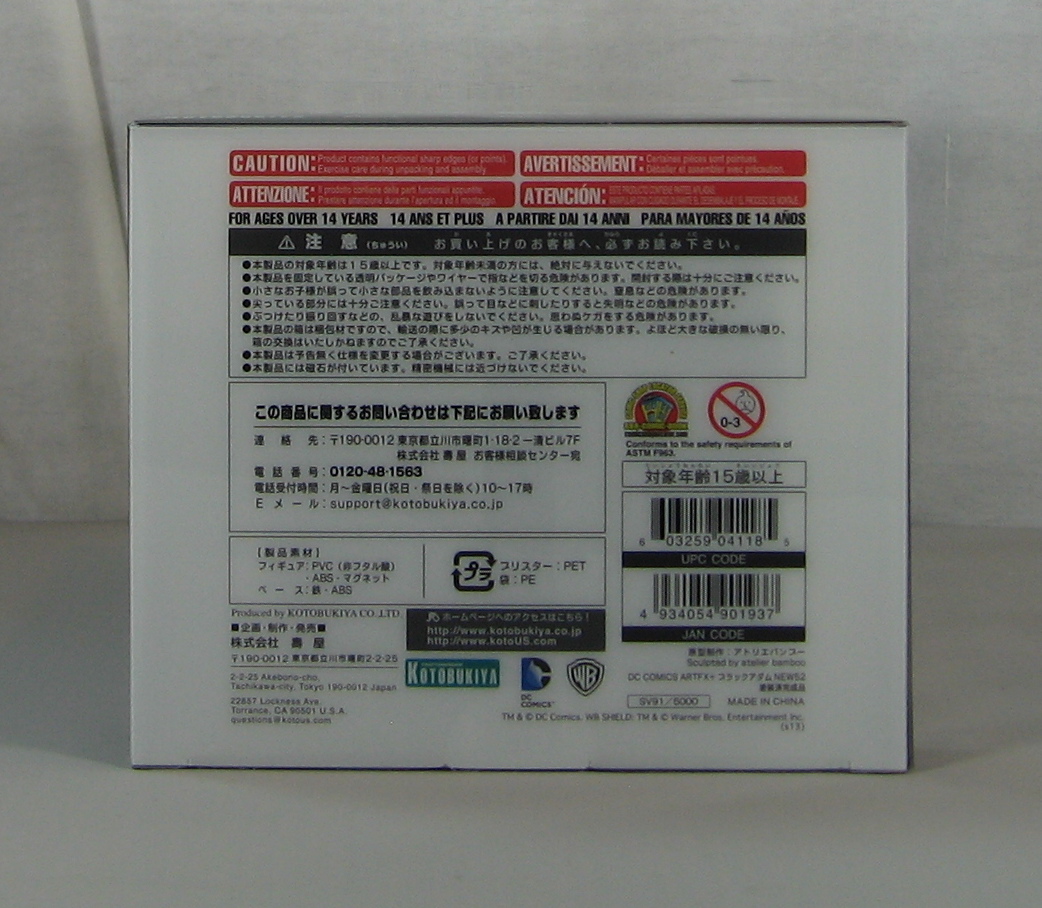 CAUTION: Product contains functional sharp edges (or points).
Exercise care during unpacking and assembly.
AVERTISSEMENT: Certaines pièces sont pointues.
Déballer et assembler avec précaution.
ATTENZIONE: Il prodotto contiene delle parti funzionali appuntite.
Prestare attenzione durante l'apertura ed il montaggio.
ATENCIÓN: ESTE PRODUCTO CONTIENE PARTES AFILADAS.
MANIPULAR CON CUIDADO DURANTE EL DESEMBALAJE Y EL PROCESO DE MONTAJE.
FOR AGES OVER 14 YEARS 14 ANS ET PLUS A PARTIRE DAI 14 ANNI PARA MAYORES DE 14 AÑOS
⚠ 注 意 (ちゅうい) お買い上げのお客様へ、必ずお読み下さい。
●本製品の対象年齢は15歳以上です。対象年齢未満の方には、絶対に与えないでください。
●本製品を固定している透明パッケージやワイヤーで指などを切る危険があります。開封する際は十分にご注意ください。
●小さなお子様が誤って小さな部品を飲み込まないように注意してください。窒息などの危険があります。
●尖っている部分には十分ご注意ください。誤って目などに刺したりすると失明などの危険があります。
●ぶつけたり振り回すなどの、乱暴な遊びをしないでください。思わぬケガをする危険があります。
●本製品の箱は梱包材ですので、輸送の際に多少のキズや凹が生じる場合があります。よほど大きな破損の無い限り、
箱の交換はいたしかねますのでご了承ください。
●本製品は予告無く仕様を変更する場合がございます。ご了承ください。
●本製品には磁石が付いています。精密機械には近づけないでください。
この商品に関するお問い合わせは下記にお願い致します
連絡先:〒190-0012 東京都立川市曙町1-18-2 一清ビル7F
株式会社 壽屋 お客様相談センター宛
電話番号:0120-48-1563
電話受付時間:月〜金曜日(祝日・祭日を除く)10〜17時
Eメール:support@kotobukiya.co.jp
0-3
Conforms to the safety requirements of
ASTM F963.
対象年齢15歳以上
6 03259 04118 5
UPC CODE
4 934054 901937
JAN CODE
[製品素材]
フィギュア:PVC (非フタル酸)
・ABS・マグネット
ベース:鉄・ABS
プラ
ブリスター:PET
袋:PE
Produced by KOTOBUKIYA CO.,LTD.
■企画・制作・発売■
株式会社 壽 屋
〒190-0012 東京都立川市曙町2-2-25
2-2-25 Akebono-cho,
Tachikawa-city, Tokyo 190-0012 Japan
22857 Lockness Ave.
Torrance, CA 90501 U.S.A.
questions@kotous.com
ホームページへのアクセスはこちら!
http://www.kotobukiya.co.jp
http://www.kotoUS.com
KOTOBUKIYA
DC
COMICS™
WB
原型制作:アトリエバンブー
Sculpted by atelier bamboo
DC COMICS ARTFX+ ブラックアダム NEW52
塗装済完成品
SV91/5000
MADE IN CHINA
TM & © DC Comics. WB SHIELD: TM & © Warner Bros. Entertainment Inc.
(s13)